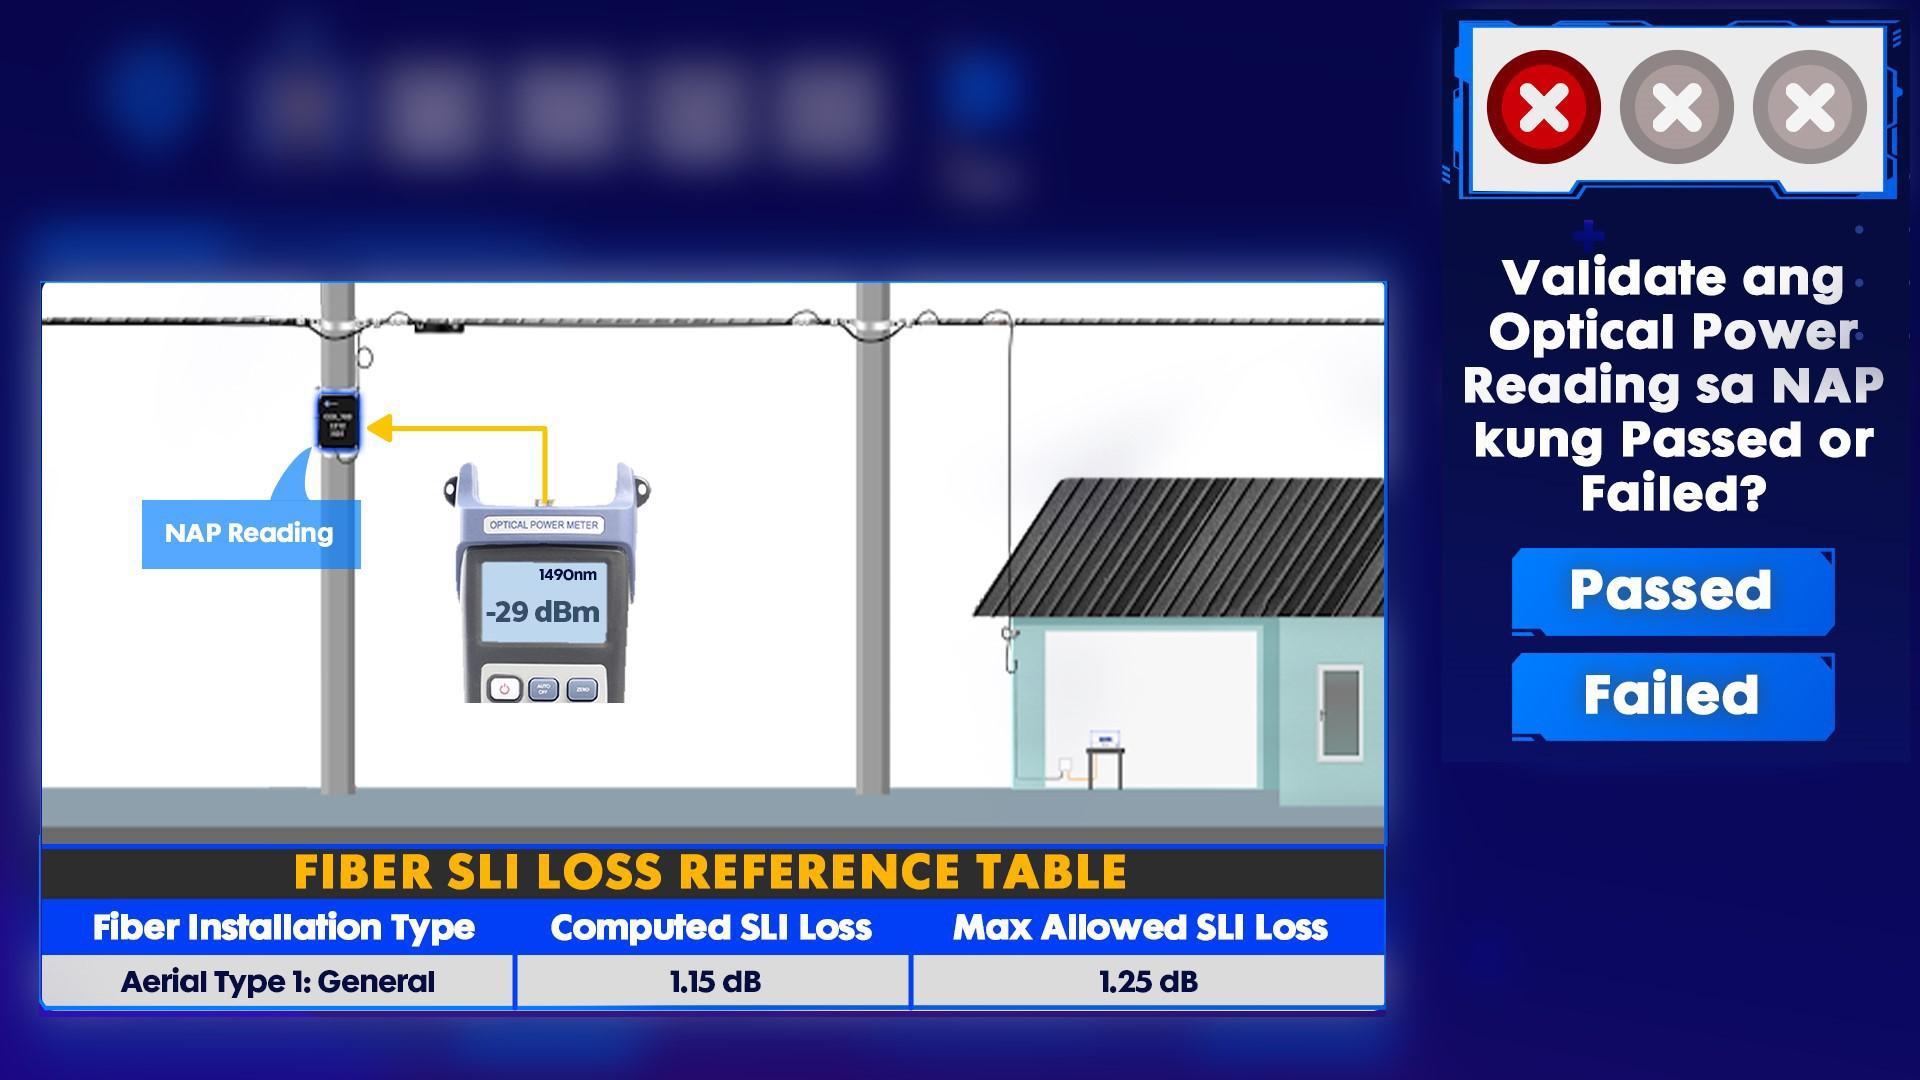 Validate ang
Optical Power
Reading sa NAP
kung Passed or
Failed?
Passed
Failed
NAP Reading
OPTICAL POWER METER
1490nm
-29 dBm
AUTO
OFF
ZERO
FIBER SLI LOSS REFERENCE TABLE
Fiber Installation Type Computed SLI Loss Max Allowed SLI Loss
Aerial Type 1: General 1.15 dB 1.25 dB